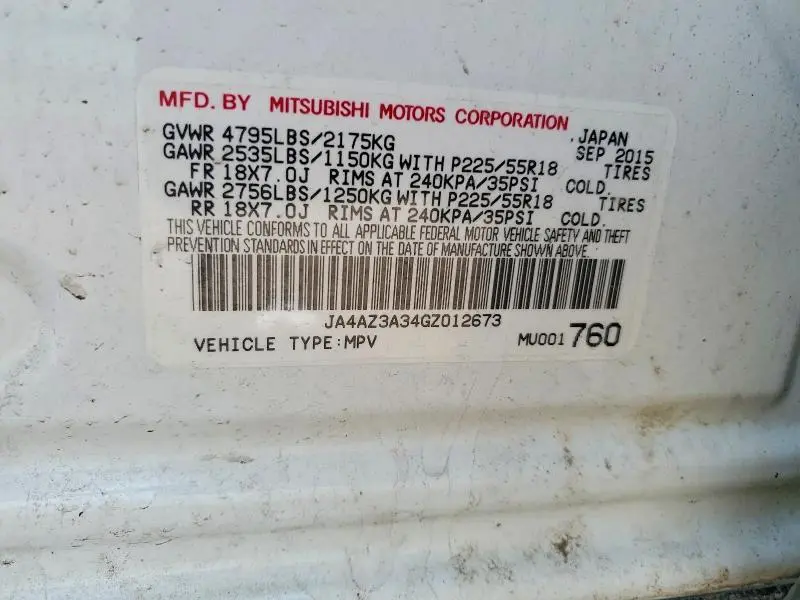 MFD. BY MITSUBISHI MOTORS CORPORATION
GVWR 4795LBS/2175KG JAPAN
GAWR 2535LBS/1150KG WITH P225/55R18 SEP 2015
FR 18X7.0J RIMS AT 240KPA/35PSI COLD. TIRES
GAWR 2756LBS/1250KG WITH P225/55R18 TIRES
RR 18X7.0J RIMS AT 240KPA/35PSI COLD.
THIS VEHICLE CONFORMS TO ALL APPLICABLE FEDERAL MOTOR VEHICLE SAFETY AND THEFT
PREVENTION STANDARDS IN EFFECT ON THE DATE OF MANUFACTURE SHOWN ABOVE.
JA4AZ3A34GZ012673
VEHICLE TYPE:MPV MU001 760